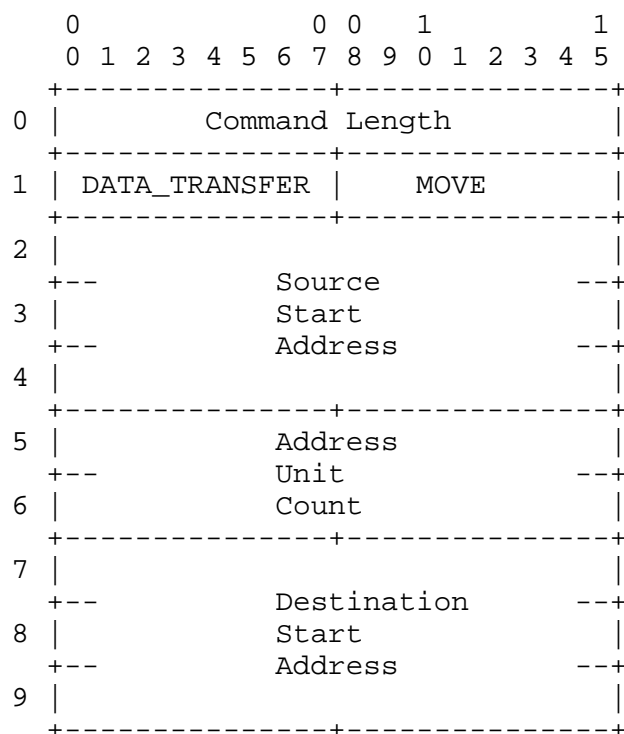 0             0 0   1         1
     0 1 2 3 4 5 6 7 8 9 0 1 2 3 4 5
    +---------------+---------------+
0   |        Command Length         |
    +---------------+---------------+
1   | DATA_TRANSFER |    MOVE       |
    +---------------+---------------+
2   |                               |
    +--          Source           --+
3   |            Start              |
    +--          Address          --+
4   |                               |
    +---------------+---------------+
5   |            Address            |
    +--          Unit             --+
6   |            Count              |
    +---------------+---------------+
7   |                               |
    +--          Destination      --+
8   |            Start              |
    +--          Address          --+
9   |                               |
    +---------------+---------------+